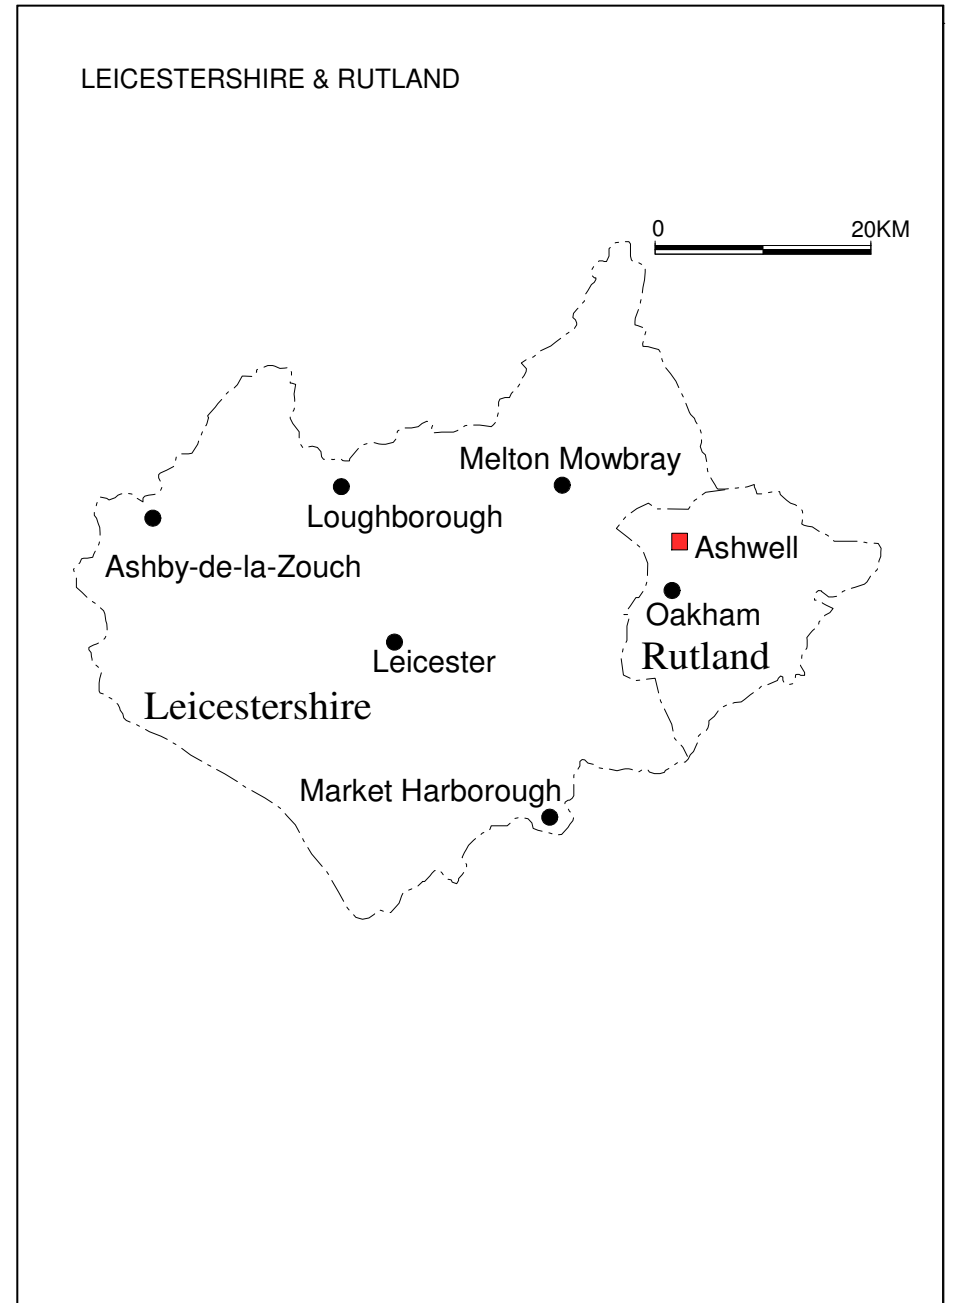 LEICESTERSHIRE & RUTLAND
0 20KM
Melton Mowbray
Loughborough
Ashwell
Ashby-de-la-Zouch
Oakham
Leicester
Rutland
Leicestershire
Market Harborough